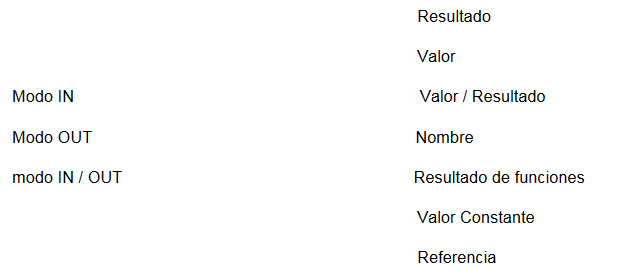 Resultado
Valor
Modo IN Valor / Resultado
Modo OUT Nombre
modo IN / OUT Resultado de funciones
Valor Constante
Referencia